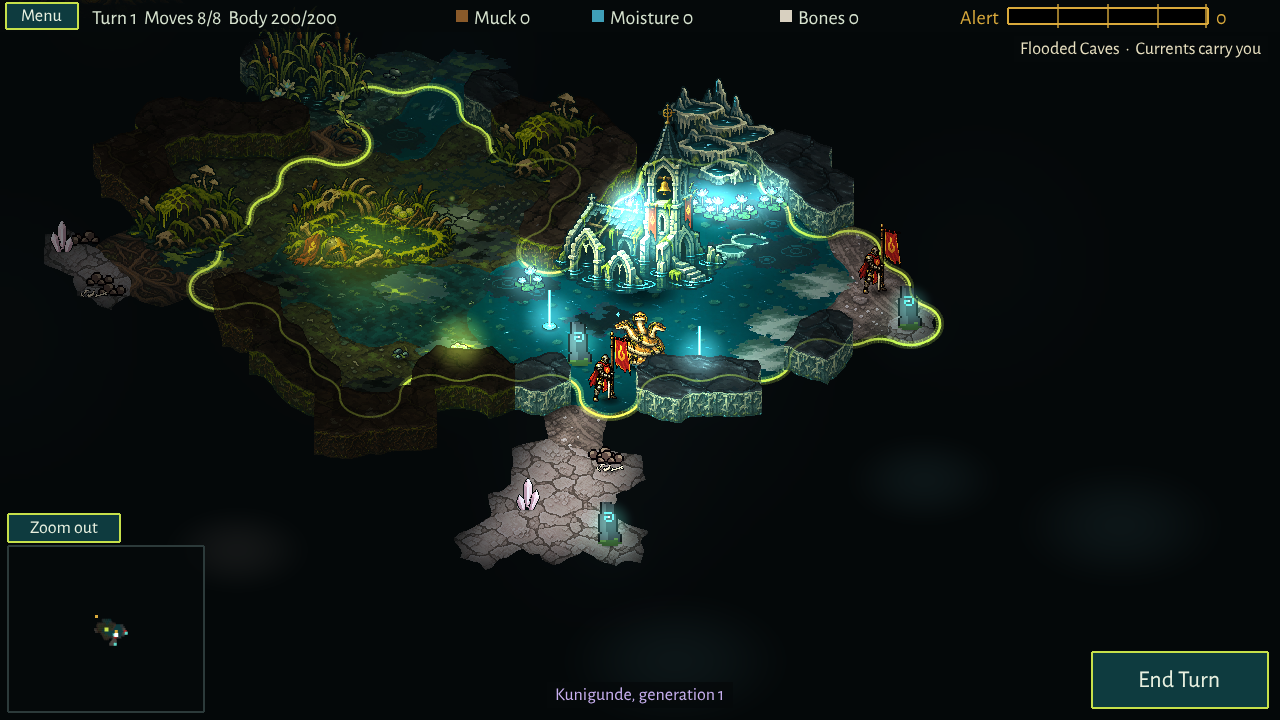 Menu
Turn 1 Moves 8/8 Body 200/200
Muck 0
Moisture 0
Bones 0
Alert 0
Flooded Caves · Currents carry you
Zoom out
Kunigunde, generation 1
End Turn